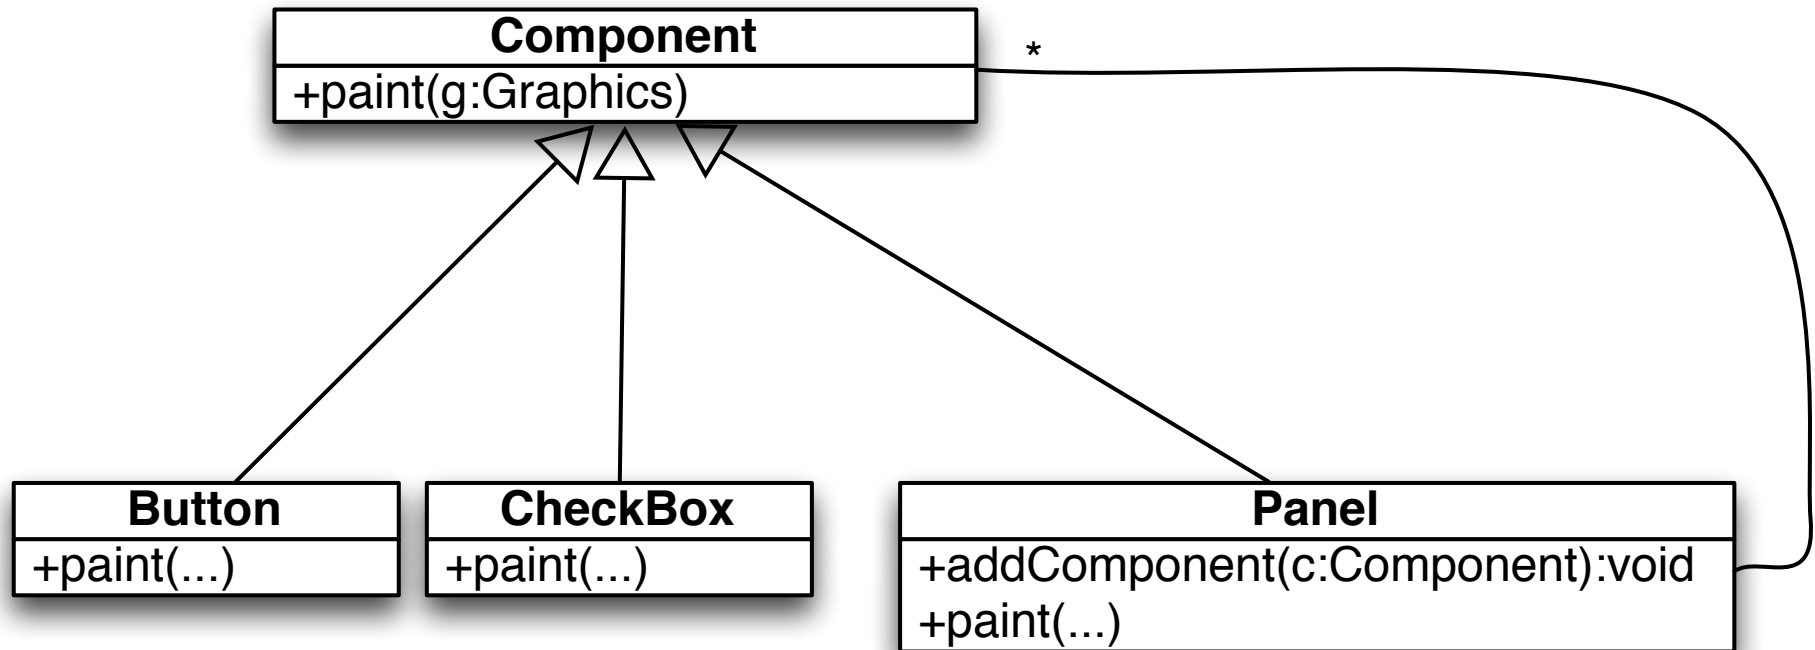 Component
*
+paint(g:Graphics)
Button
+paint(...)
CheckBox
+paint(...)
Panel
+addComponent(c:Component):void
+paint(...)